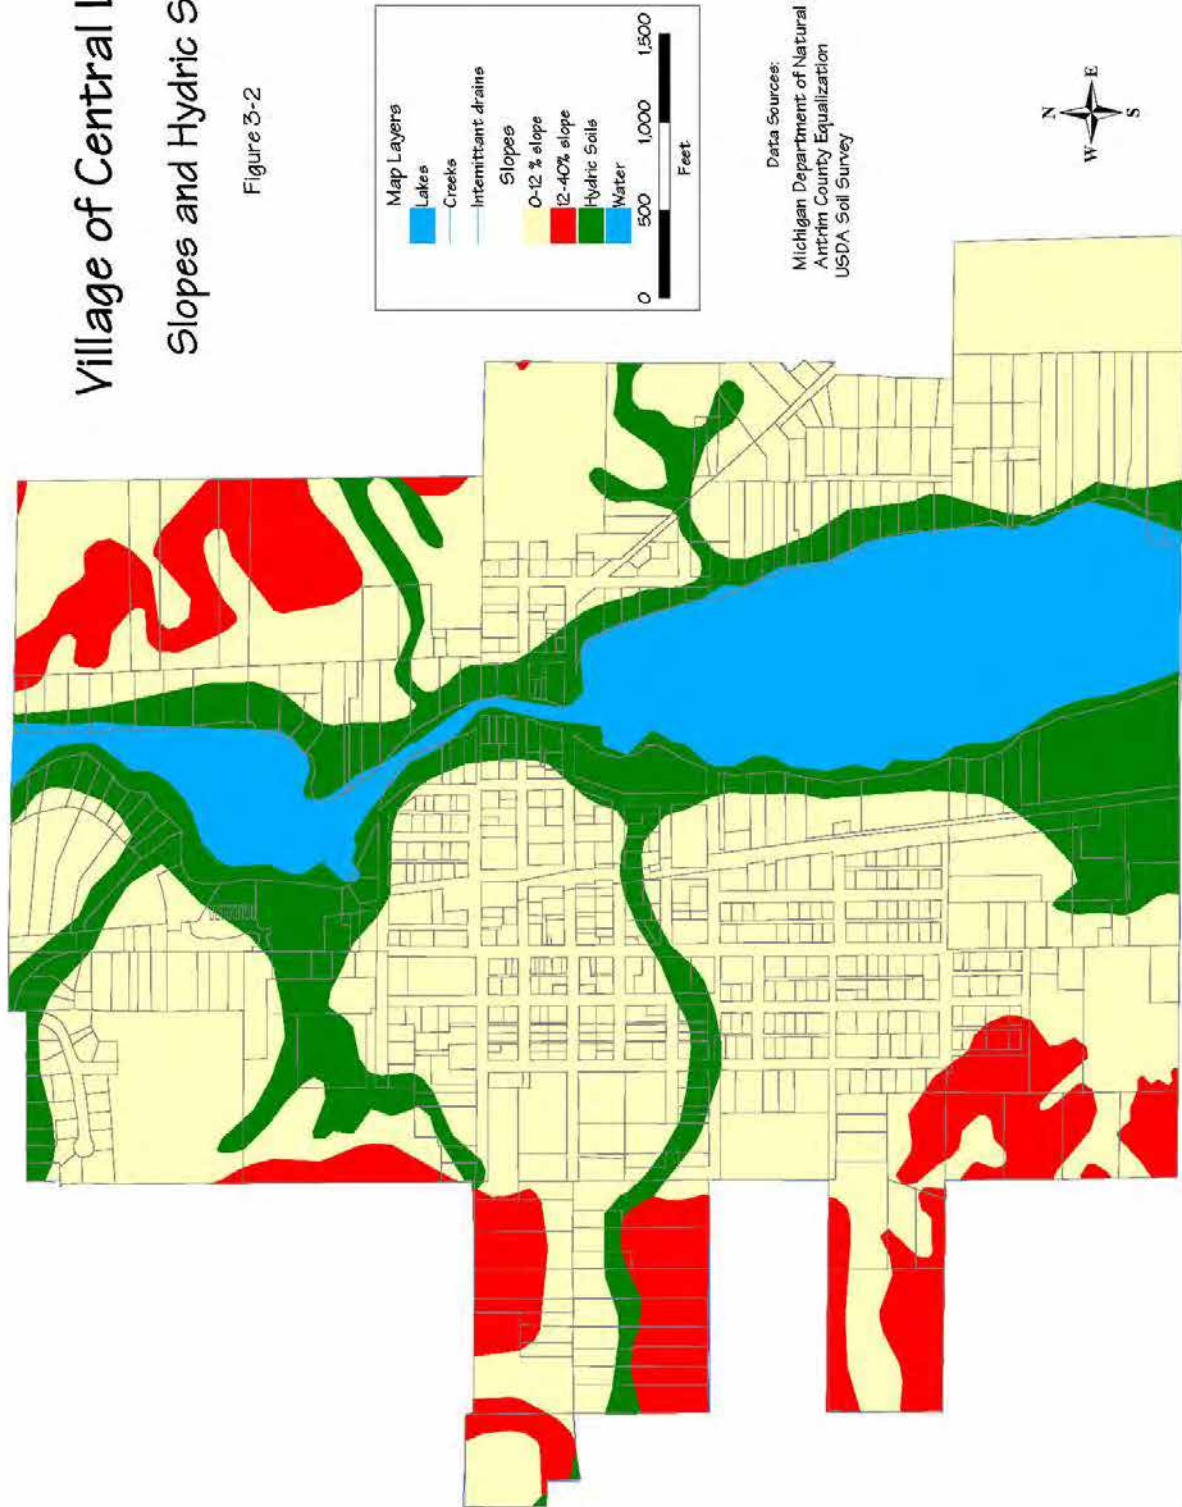 Village of Central L
Slopes and Hydric S
Figure 3-2
Map Layers
Lakes
Creeks
Intermittant drains
Slopes
0-12 % slope
12-40% slope
Hydric Soils
Water
0 500 1,000 1,500
Feet
Data Sources:
Michigan Department of Natural
Antrim County Equalization
USDA Soil Survey
N
W E
S